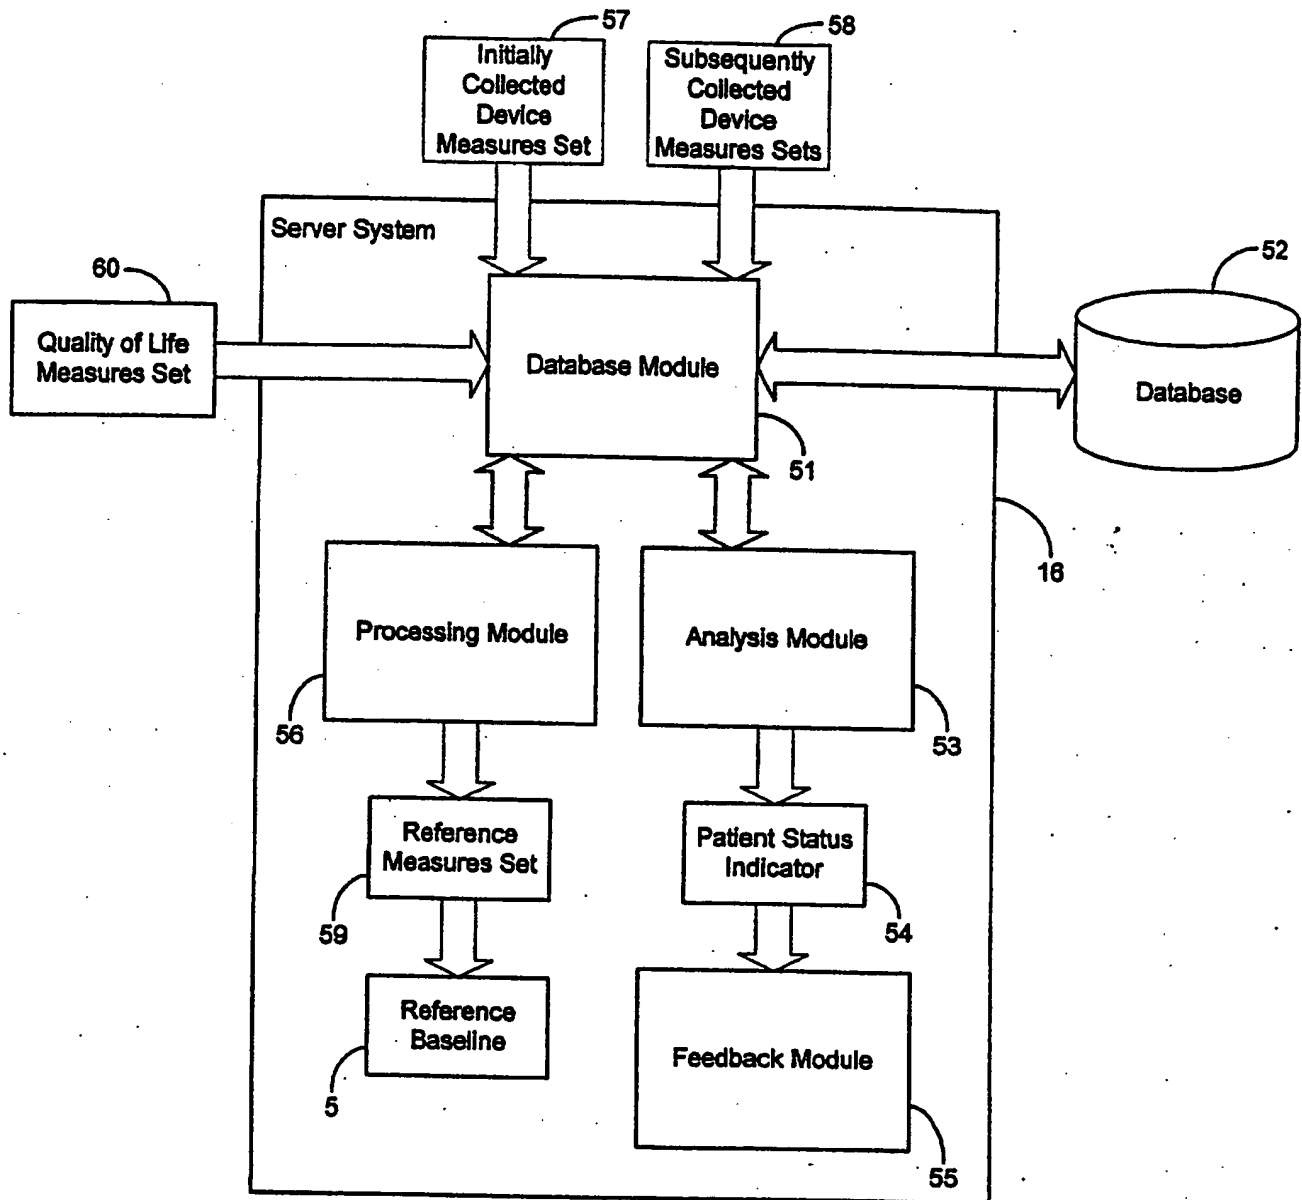 57
Initially
Collected
Device
Measures Set
58
Subsequently
Collected
Device
Measures Sets
Server System
60
Quality of Life
Measures Set
Database Module
51
52
Database
16
Processing Module
56
Analysis Module
53
Reference
Measures Set
59
Patient Status
Indicator
54
Reference
Baseline
5
Feedback Module
55